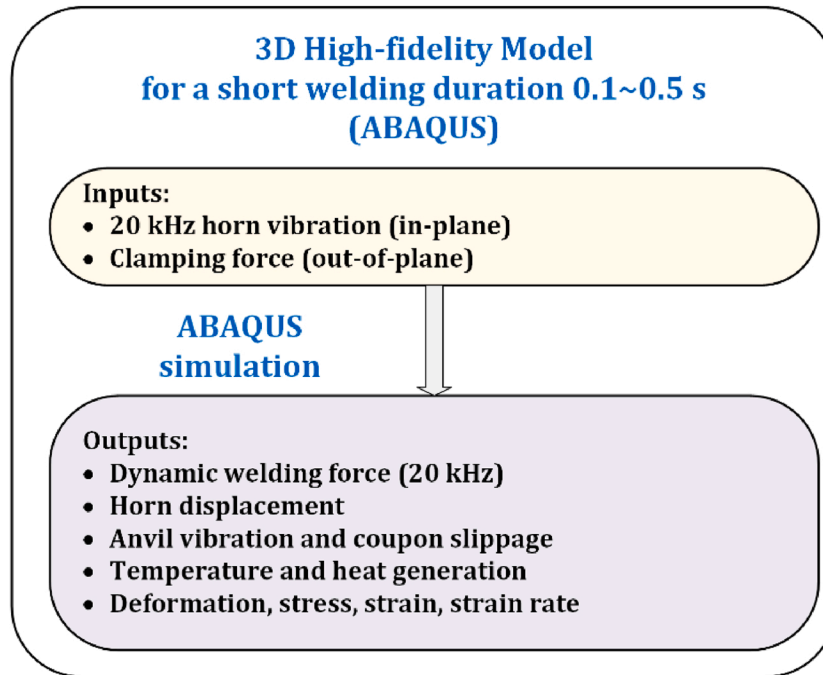 3D High-fidelity Model
for a short welding duration 0.1~0.5 s
(ABAQUS)
Inputs:
• 20 kHz horn vibration (in-plane)
• Clamping force (out-of-plane)
ABAQUS
simulation
Outputs:
• Dynamic welding force (20 kHz)
• Horn displacement
• Anvil vibration and coupon slippage
• Temperature and heat generation
• Deformation, stress, strain, strain rate